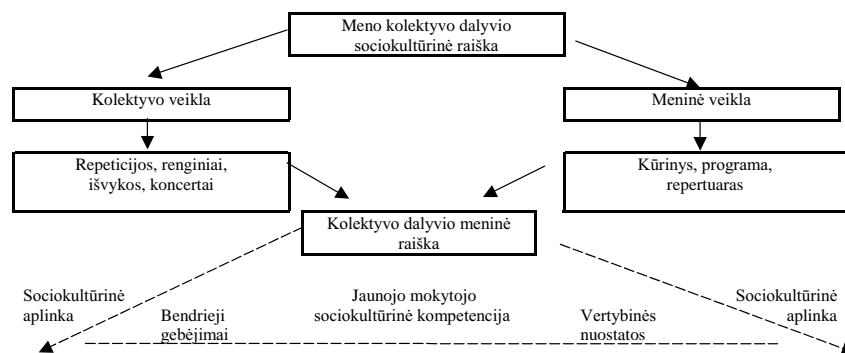 Meno kolektyvo dalyvio
sociokultūrinė raiška
Kolektyvo veikla
Meninė veikla
Repeticijos, renginiai,
išvykos, koncertai
Kūrinys, programa,
repertuaras
Kolektyvo dalyvio meninė
raiška
Sociokultūrinė
aplinka
Bendrieji
gebėjimai
Jaunojo mokytojo
sociokultūrinė kompetencija
Vertybinės
nuostatos
Sociokultūrinė
aplinka